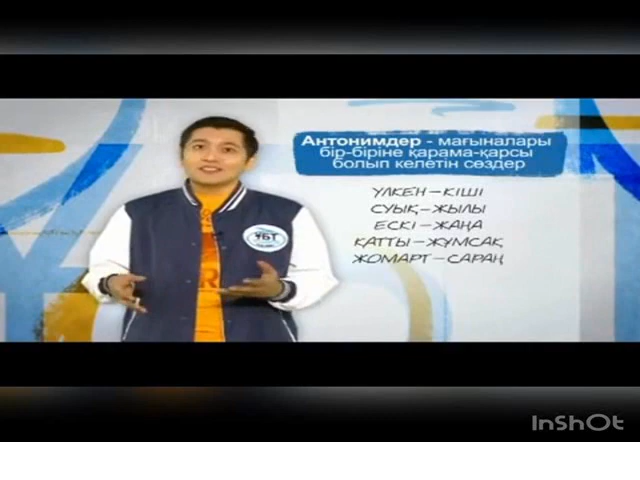 Антонимдер - мағыналары
бір-біріне қарама-қарсы
болып келетін сөздер
ҮЛКЕН – КІШІ
СУЫҚ – ЖЫЛЫ
ЕСКІ – ЖАҢА
ҚАТТЫ – ЖҰМСАҚ
ЖОМАРТ – САРАҢ
ҰБТ
InShOt